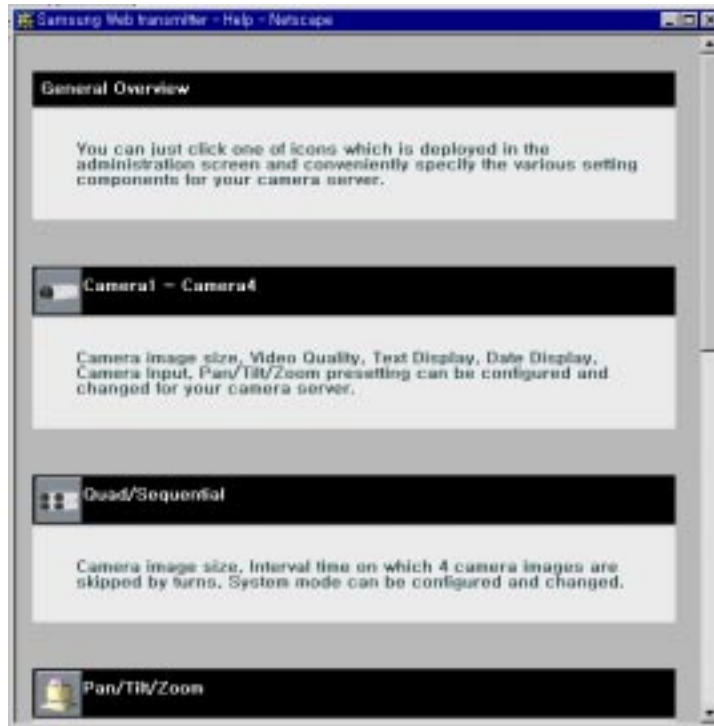 Samsung Web transmitter - Help - Netscape
General Overview
You can just click one of icons which is deployed in the
administration screen and conveniently specify the various setting
components for your camera server.
Camera1 - Camera4
Camera image size, Video Quality, Text Display, Date Display,
Camera Input, Pan/Tilt/Zoom presetting can be configured and
changed for your camera server.
Quad/Sequential
Camera image size, Interval time on which 4 camera images are
skipped by turns, System mode can be configured and changed.
Pan/Tilt/Zoom